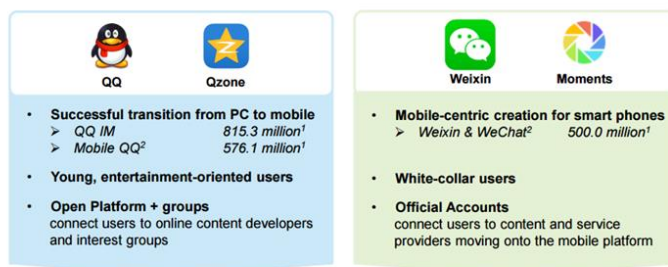 QQ
Qzone
• Successful transition from PC to mobile
➢ QQ IM 815.3 million¹
➢ Mobile QQ² 576.1 million¹
• Young, entertainment-oriented users
• Open Platform + groups
connect users to online content developers
and interest groups
Weixin
Moments
• Mobile-centric creation for smart phones
➢ Weixin & WeChat² 500.0 million¹
• White-collar users
• Official Accounts
connect users to content and service
providers moving onto the mobile platform